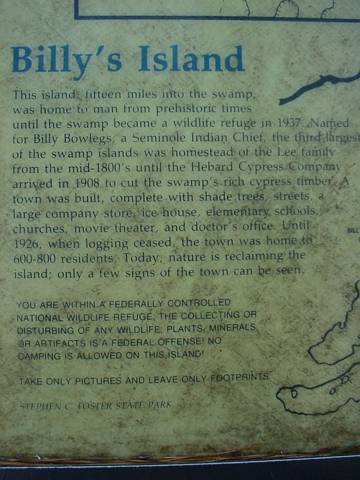 Billy's Island
This island, fifteen miles into the swamp,
was home to man from prehistoric times
until the swamp became a wildlife refuge in 1937. Named
for Billy Bowlegs, a Seminole Indian Chief, the third largest
of the swamp islands was homestead of the Lee family
from the mid-1800's until the Hebard Cypress Company
arrived in 1908 to cut the swamp's rich cypress timber. A
town was built, complete with shade trees, streets, a
large company store, ice house, elementary schools,
churches, movie theater, and doctor's office. Until
1926, when logging ceased, the town was home to
600-800 residents. Today, nature is reclaiming the
island; only a few signs of the town can be seen.
YOU ARE WITHIN A FEDERALLY CONTROLLED
NATIONAL WILDLIFE REFUGE, THE COLLECTING OR
DISTURBING OF ANY WILDLIFE, PLANTS, MINERALS,
OR ARTIFACTS IS A FEDERAL OFFENSE! NO
CAMPING IS ALLOWED ON THIS ISLAND!
TAKE ONLY PICTURES AND LEAVE ONLY FOOTPRINTS.
STEPHEN C. FOSTER STATE PARK